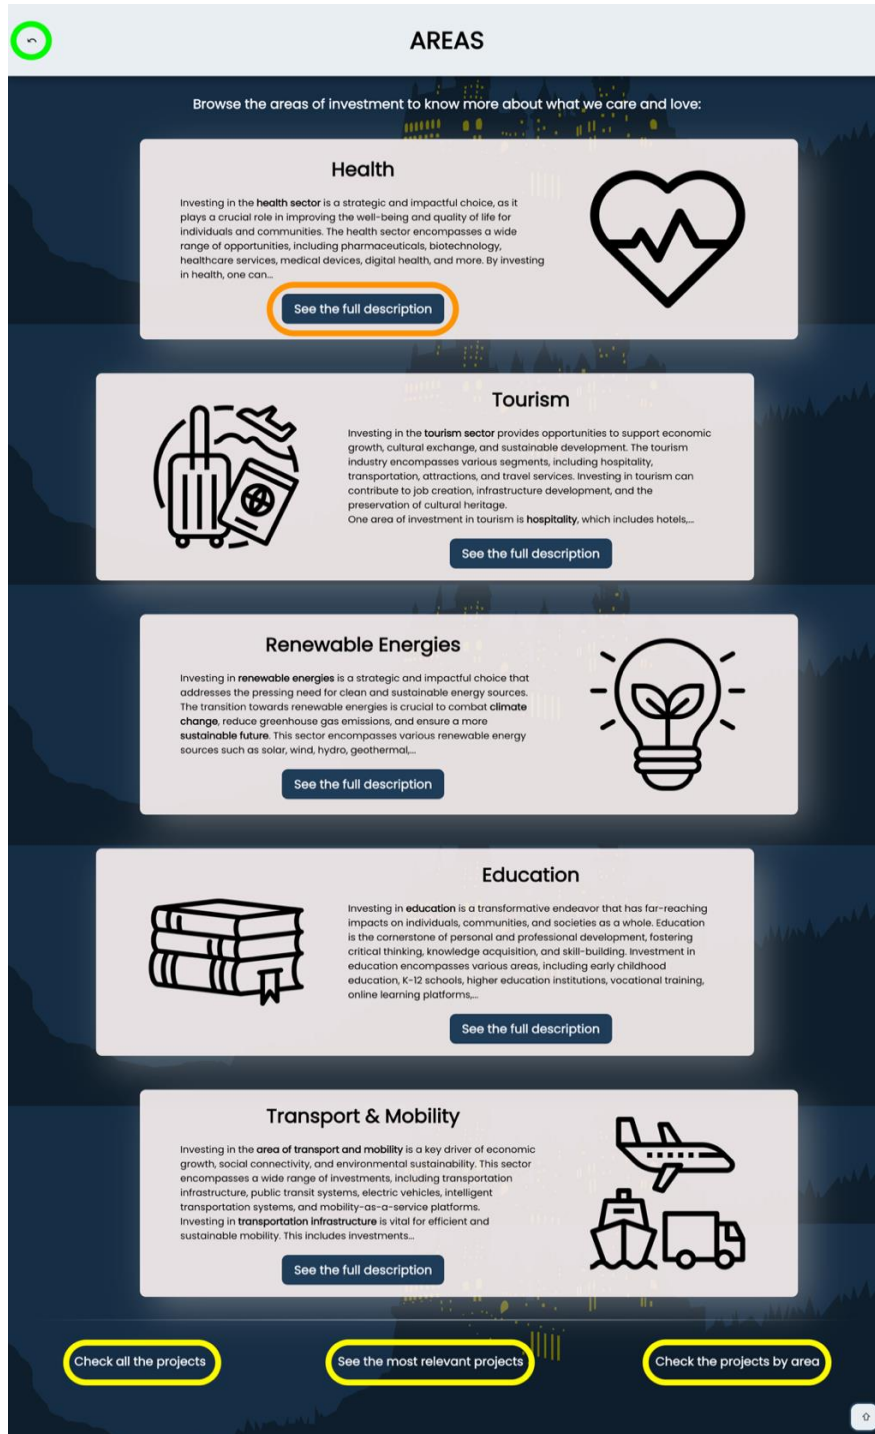 AREAS
Browse the areas of investment to know more about what we care and love:
Health
Investing in the health sector is a strategic and impactful choice, as it
plays a crucial role in improving the well-being and quality of life for
individuals and communities. The health sector encompasses a wide
range of opportunities, including pharmaceuticals, biotechnology,
healthcare services, medical devices, digital health, and more. By investing
in health, one can...
See the full description
Tourism
Investing in the tourism sector provides opportunities to support economic
growth, cultural exchange, and sustainable development. The tourism
industry encompasses various segments, including hospitality,
transportation, attractions, and travel services. Investing in tourism can
contribute to job creation, infrastructure development, and the
preservation of cultural heritage.
One area of investment in tourism is hospitality, which includes hotels,...
See the full description
Renewable Energies
Investing in renewable energies is a strategic and impactful choice that
addresses the pressing need for clean and sustainable energy sources.
The transition towards renewable energies is crucial to combat climate
change, reduce greenhouse gas emissions, and ensure a more
sustainable future. This sector encompasses various renewable energy
sources such as solar, wind, hydro, geothermal,...
See the full description
Education
Investing in education is a transformative endeavor that has far-reaching
impacts on individuals, communities, and societies as a whole. Education
is the cornerstone of personal and professional development, fostering
critical thinking, knowledge acquisition, and skill-building. Investment in
education encompasses various areas, including early childhood
education, K-12 schools, higher education institutions, vocational training,
online learning platforms,...
See the full description
Transport & Mobility
Investing in the area of transport and mobility is a key driver of economic
growth, social connectivity, and environmental sustainability. This sector
encompasses a wide range of investments, including transportation
infrastructure, public transit systems, electric vehicles, intelligent
transportation systems, and mobility-as-a-service platforms.
Investing in transportation infrastructure is vital for efficient and
sustainable mobility. This includes investments...
See the full description
Check all the projects
See the most relevant projects
Check the projects by area